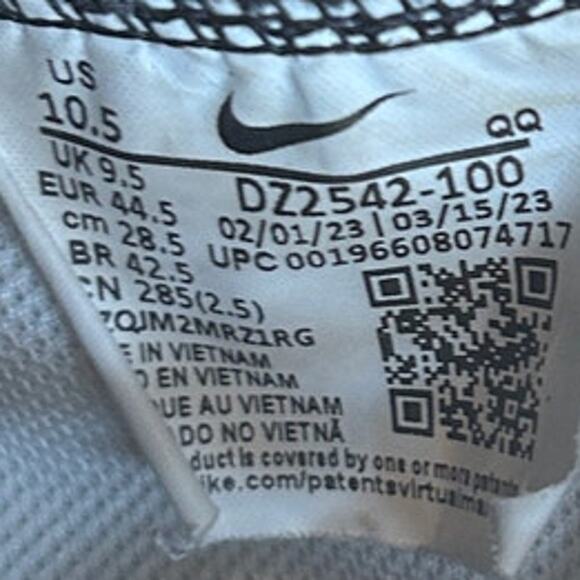 US
10.5
QQ
UK 9.5
EUR 44.5
cm 28.5
BR 42.5
CN 285(2.5)
DZ2542-100
02/01/23 | 03/15/23
UPC 00196608074717
ZQJM2MRZ1RG
E IN VIETNAM
O EN VIETNAM
QUE AU VIETNAM
DO NO VIETNÃ
duct is covered by one or more patents
ike.com/patentsvirtualma